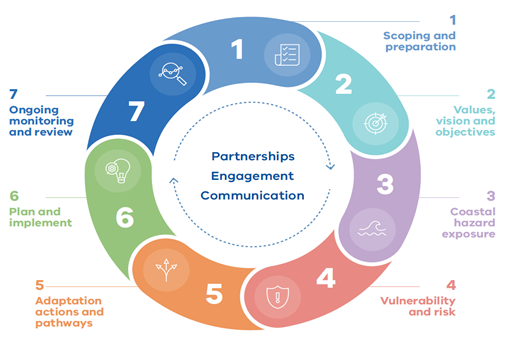 1
Scoping and
preparation
2
Values,
vision and
objectives
3
Coastal
hazard
exposure
4
Vulnerability
and risk
5
Adaptation
actions and
pathways
6
Plan and
implement
7
Ongoing
monitoring
and review
1
2
3
4
5
6
7
Partnerships
Engagement
Communication